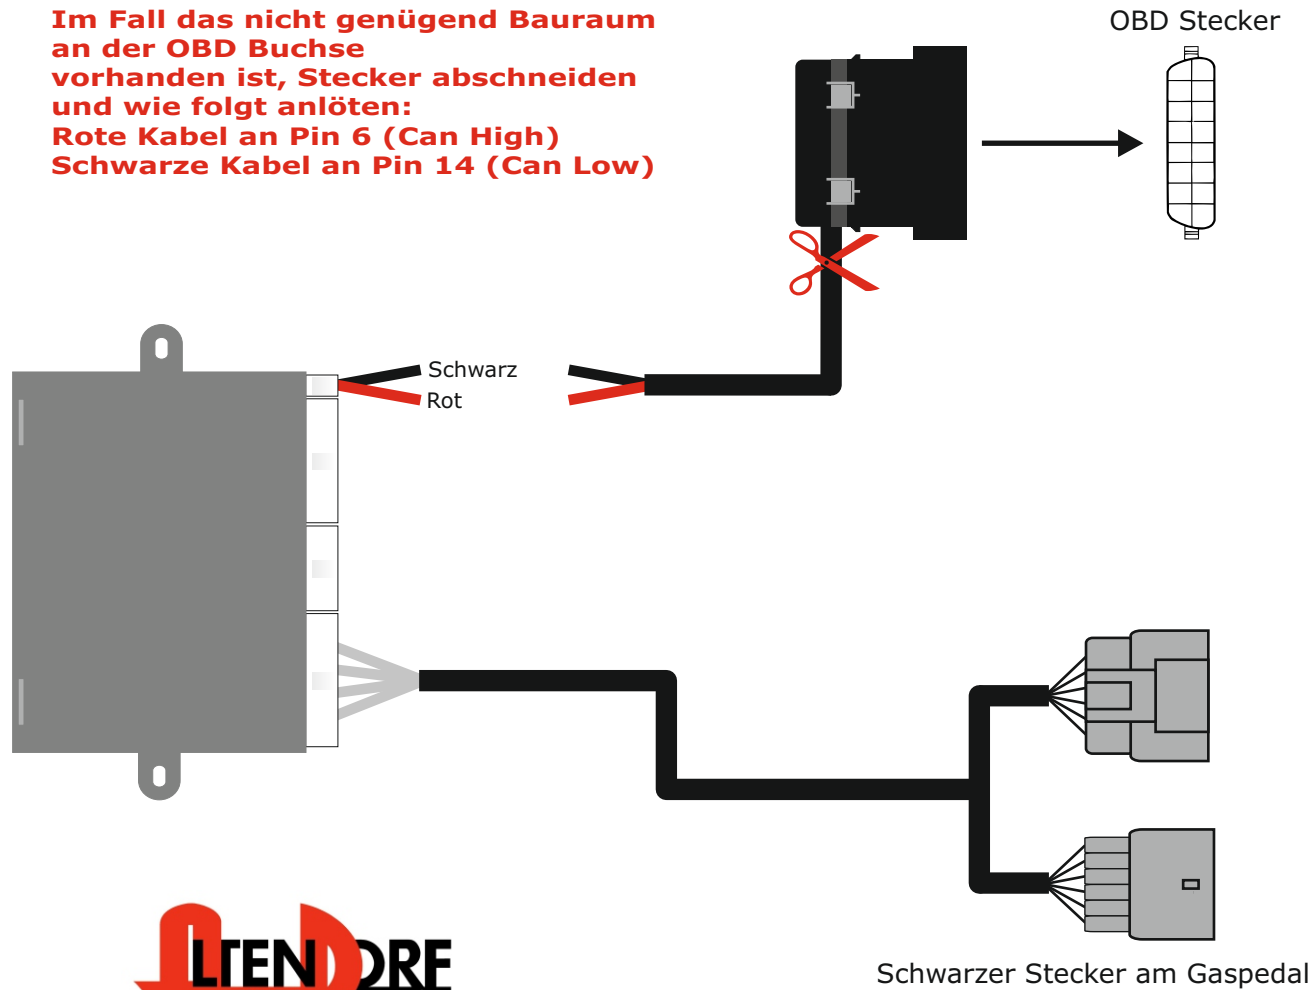 Im Fall das nicht genügend Bauraum
an der OBD Buchse
vorhanden ist, Stecker abschneiden
und wie folgt anlöten:
Rote Kabel an Pin 6 (Can High)
Schwarze Kabel an Pin 14 (Can Low)
OBD Stecker
Schwarz
Rot
ALTENDORF
Schwarzer Stecker am Gaspedal